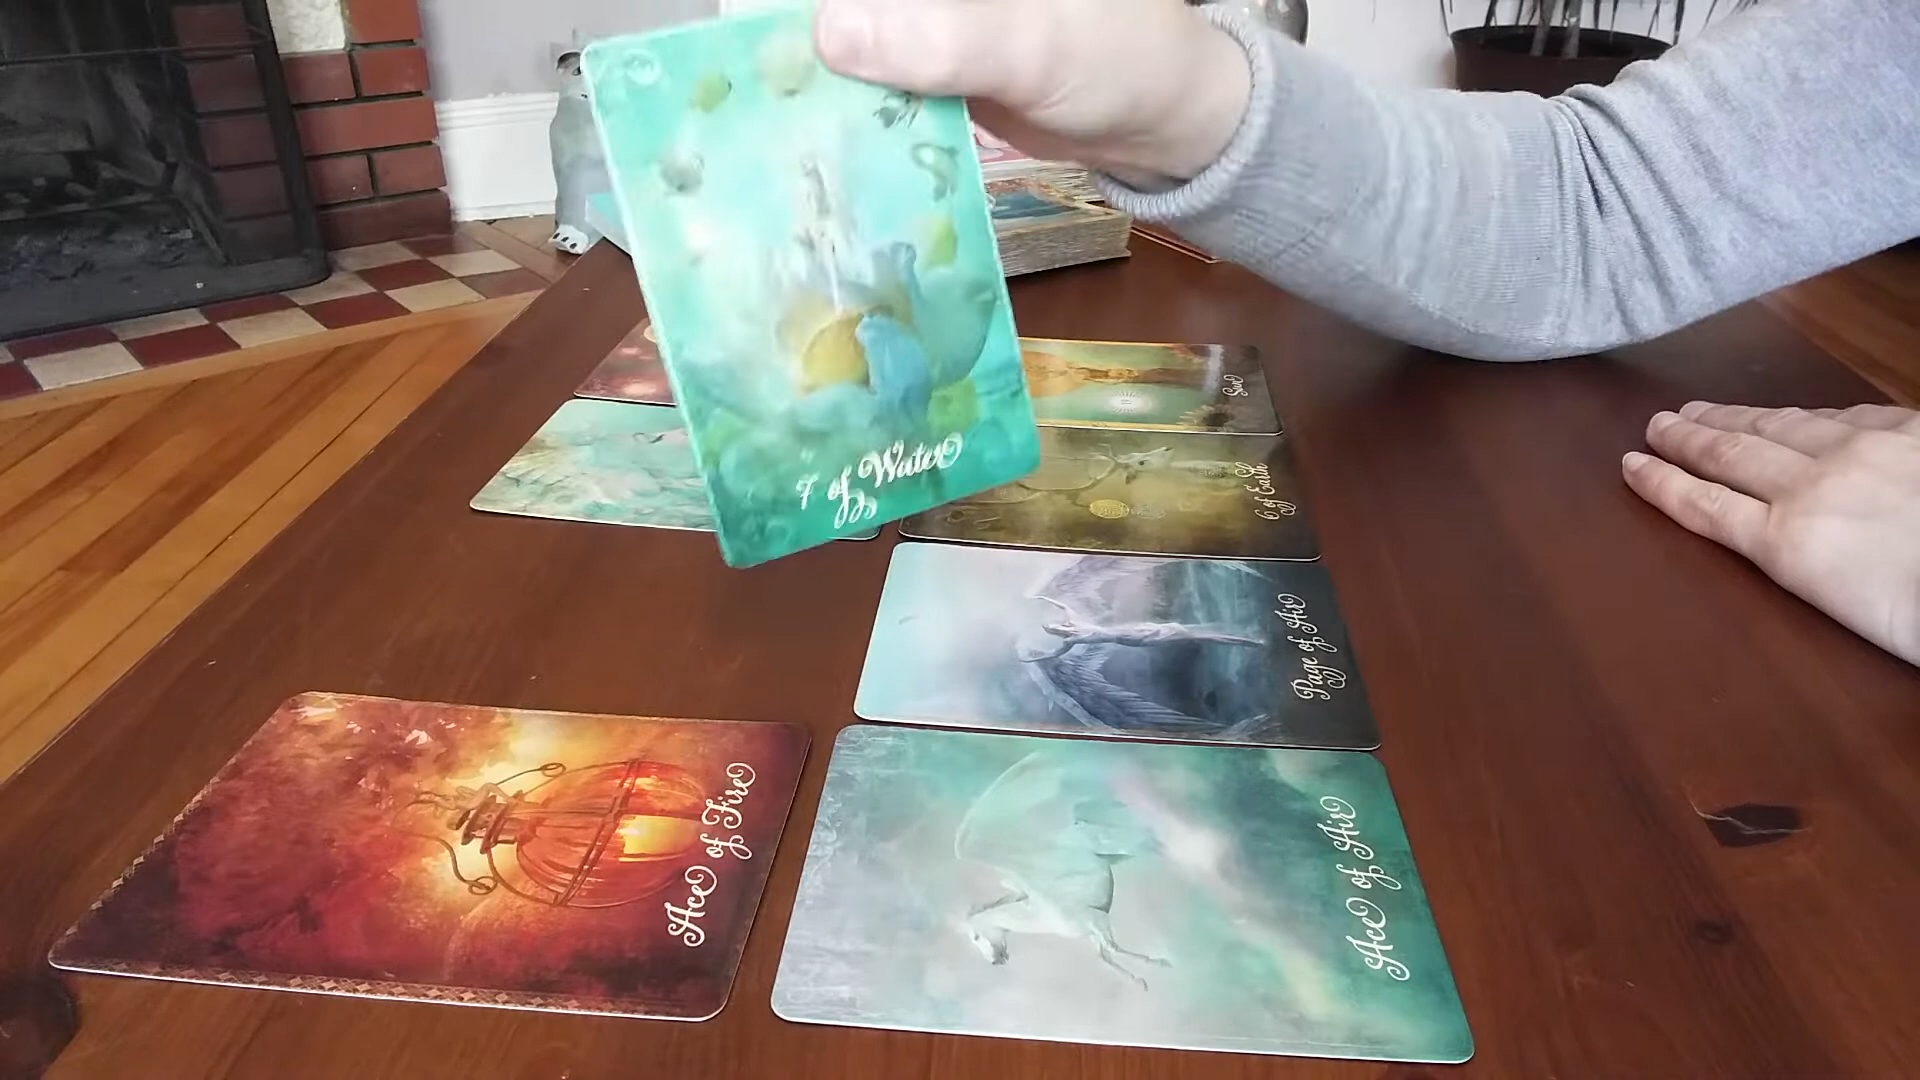 7 of Water
Sun
6 of Earth
Page of Air
Ace of Fire
Ace of Air